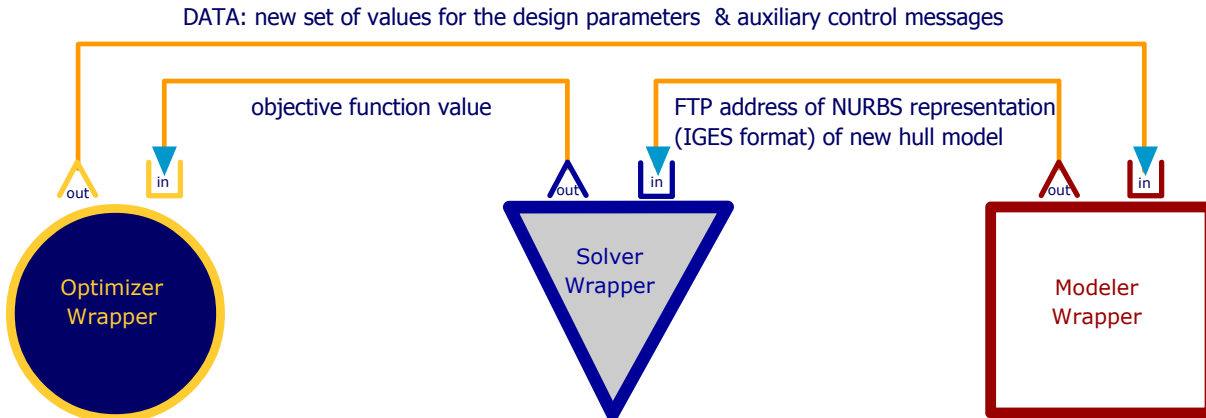 DATA: new set of values for the design parameters & auxiliary control messages
objective function value
FTP address of NURBS representation
(IGES format) of new hull model
out
in
out
in
out
in
Optimizer
Wrapper
Solver
Wrapper
Modeler
Wrapper